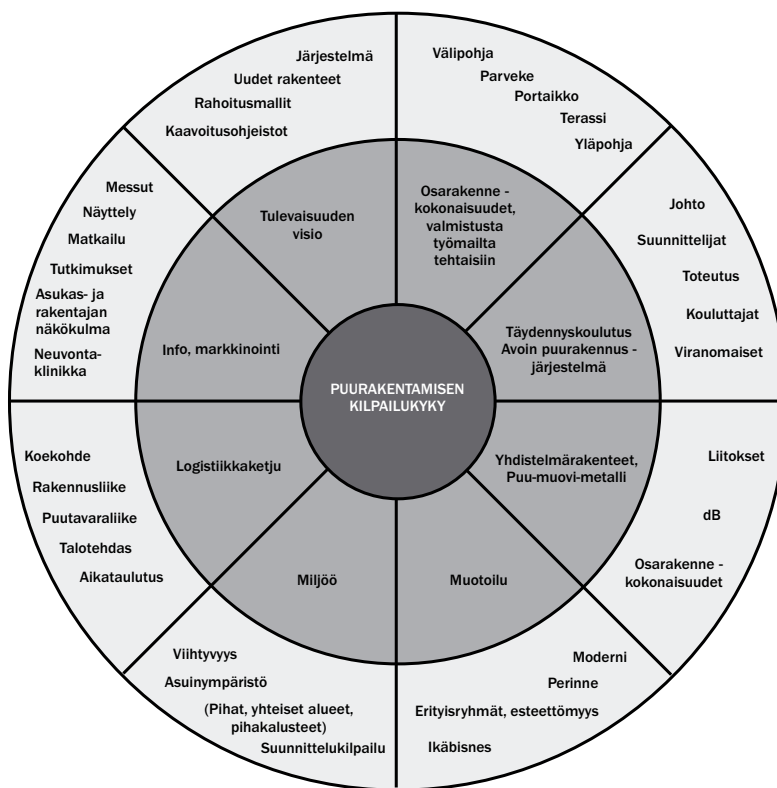 PUURAKENTAMISEN
KILPAILUKYKY
Osarakenne -
kokonaisuudet,
valmistusta
työmailta
tehtaisiin
Välipohja
Parveke
Portaikko
Terassi
Yläpohja
Täydennyskoulutus
Avoin puurakennus -
järjestelmä
Johto
Suunnittelijat
Toteutus
Kouluttajat
Viranomaiset
Yhdistelmärakenteet,
Puu-muovi-metalli
Liitokset
dB
Osarakenne -
kokonaisuudet
Muotoilu
Moderni
Perinne
Erityisryhmät, esteettömyys
Ikäbisnes
Miljöö
Viihtyvyys
Asuinympäristö
(Pihat, yhteiset alueet,
pihakalusteet)
Suunnittelukilpailu
Logistiikkaketju
Koekohde
Rakennusliike
Puutavaraliike
Talotehdas
Aikataulutus
Info, markkinointi
Messut
Näyttely
Matkailu
Tutkimukset
Asukas- ja
rakentajan
näkökulma
Neuvonta-
klinikka
Tulevaisuuden
visio
Järjestelmä
Uudet rakenteet
Rahoitusmallit
Kaavoitusohjeistot